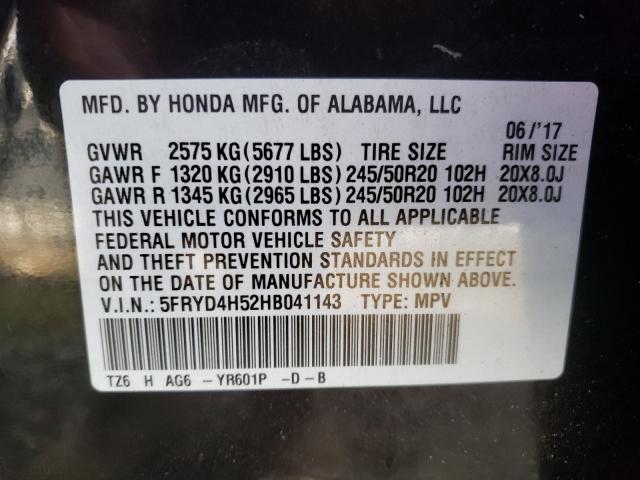 MFD. BY HONDA MFG. OF ALABAMA, LLC
06/'17
GVWR 2575 KG (5677 LBS) TIRE SIZE RIM SIZE
GAWR F 1320 KG (2910 LBS) 245/50R20 102H 20X8.0J
GAWR R 1345 KG (2965 LBS) 245/50R20 102H 20X8.0J
THIS VEHICLE CONFORMS TO ALL APPLICABLE
FEDERAL MOTOR VEHICLE SAFETY
AND THEFT PREVENTION STANDARDS IN EFFECT
ON THE DATE OF MANUFACTURE SHOWN ABOVE.
V.I.N.: 5FRYD4H52HB041143 TYPE: MPV
TZ6 H AG6 -YR601P -D-B